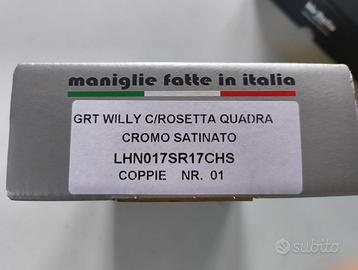 maniglie fatte in italia
GRT WILLY C/ROSETTA QUADRA
CROMO SATINATO
LHN017SR17CHS
COPPIE NR. 01
subito